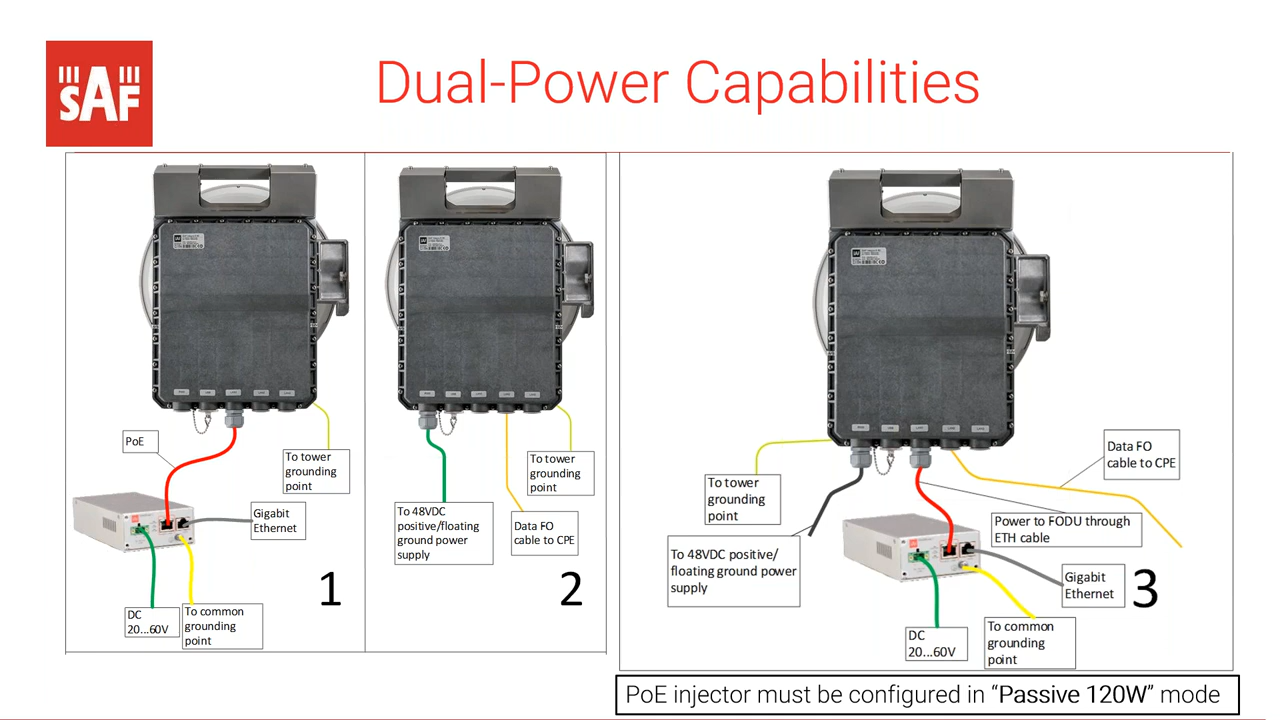 SAF
Dual-Power Capabilities
PoE
To tower
grounding
point
Gigabit
Ethernet
DC
20...60V
To common
grounding
point
1
To tower
grounding
point
To 48VDC
positive/floating
ground power
supply
Data FO
cable to CPE
2
Data FO
cable to CPE
To tower
grounding
point
Power to FODU through
ETH cable
To 48VDC positive/
floating ground power
supply
Gigabit
Ethernet
3
DC
20...60V
To common
grounding
point
PoE injector must be configured in “Passive 120W” mode